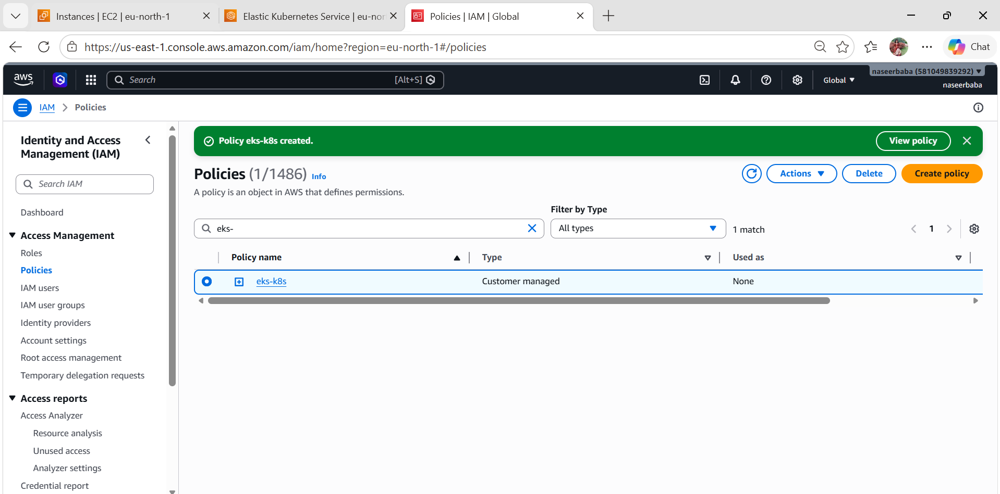 Instances | EC2 | eu-north-1
Elastic Kubernetes Service | eu-nor
Policies | IAM | Global
https://us-east-1.console.aws.amazon.com/iam/home?region=eu-north-1#/policies
Chat
aws
Search
[Alt+S]
Global
naseerbaba (581049839292)
naseerbaba
IAM
Policies
Identity and Access
Management (IAM)
Search IAM
Dashboard
Access Management
Roles
Policies
IAM users
IAM user groups
Identity providers
Account settings
Root access management
Temporary delegation requests
Access reports
Access Analyzer
Resource analysis
Unused access
Analyzer settings
Credential report
Policy eks-k8s created.
View policy
Policies (1/1486) Info
Actions
Delete
Create policy
A policy is an object in AWS that defines permissions.
Filter by Type
eks-
All types
1 match
1
Policy name
Type
Used as
eks-k8s
Customer managed
None